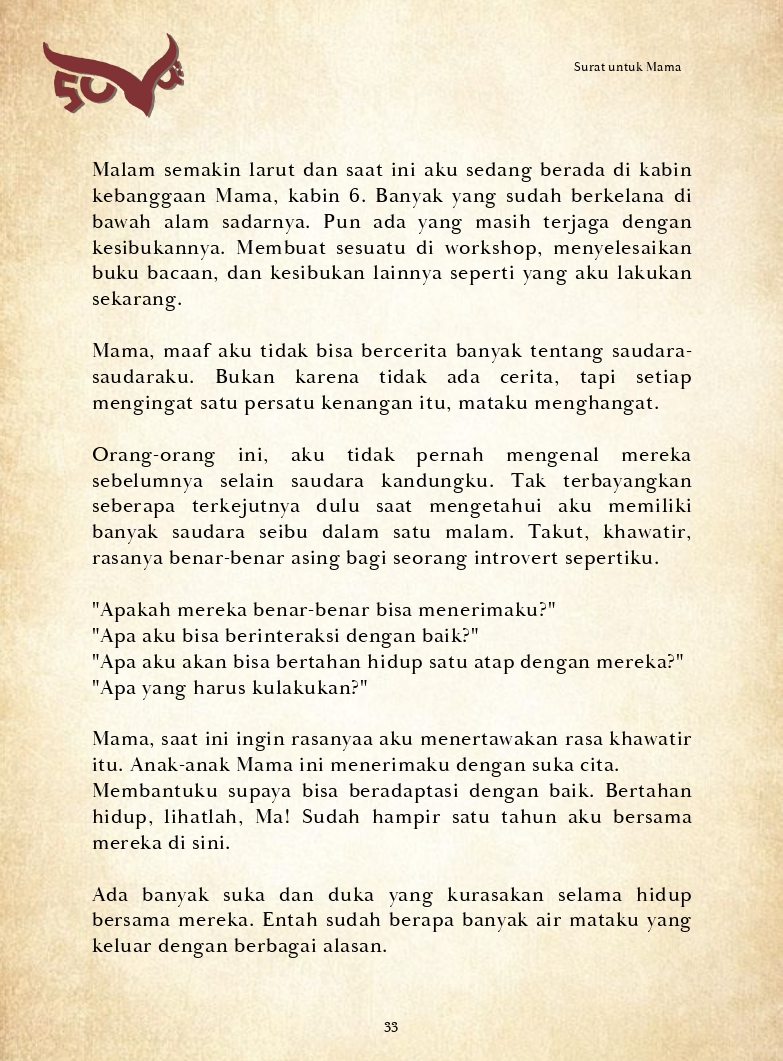 Surat untuk Mama
Malam semakin larut dan saat ini aku sedang berada di kabin
kebanggaan Mama, kabin 6. Banyak yang sudah berkelana di
bawah alam sadarnya. Pun ada yang masih terjaga dengan
kesibukannya. Membuat sesuatu di workshop, menyelesaikan
buku bacaan, dan kesibukan lainnya seperti yang aku lakukan
sekarang.
Mama, maaf aku tidak bisa bercerita banyak tentang saudara-
saudaraku. Bukan karena tidak ada cerita, tapi setiap
mengingat satu persatu kenangan itu, mataku menghangat.
Orang-orang ini, aku tidak pernah mengenal mereka
sebelumnya selain saudara kandungku. Tak terbayangkan
seberapa terkejutnya dulu saat mengetahui aku memiliki
banyak saudara seibu dalam satu malam. Takut, khawatir,
rasanya benar-benar asing bagi seorang introvert sepertiku.
"Apakah mereka benar-benar bisa menerimaku?"
"Apa aku bisa berinteraksi dengan baik?"
"Apa aku akan bisa bertahan hidup satu atap dengan mereka?"
"Apa yang harus kulakukan?"
Mama, saat ini ingin rasanyaa aku menertawakan rasa khawatir
itu. Anak-anak Mama ini menerimaku dengan suka cita.
Membantuku supaya bisa beradaptasi dengan baik. Bertahan
hidup, lihatlah, Ma! Sudah hampir satu tahun aku bersama
mereka di sini.
Ada banyak suka dan duka yang kurasakan selama hidup
bersama mereka. Entah sudah berapa banyak air mataku yang
keluar dengan berbagai alasan.
33